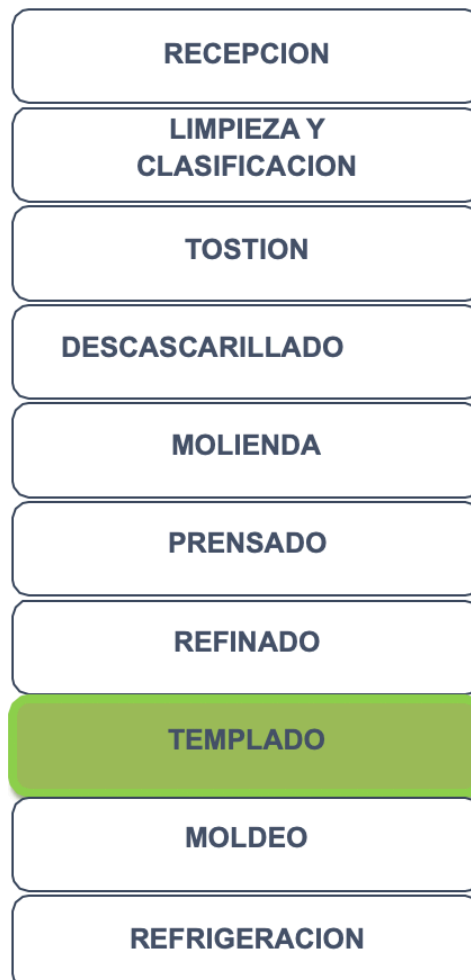 RECEPCION
LIMPIEZA Y
CLASIFICACION
TOSTION
DESCASCARILLADO
MOLIENDA
PRENSADO
REFINADO
TEMPLADO
MOLDEO
REFRIGERACION